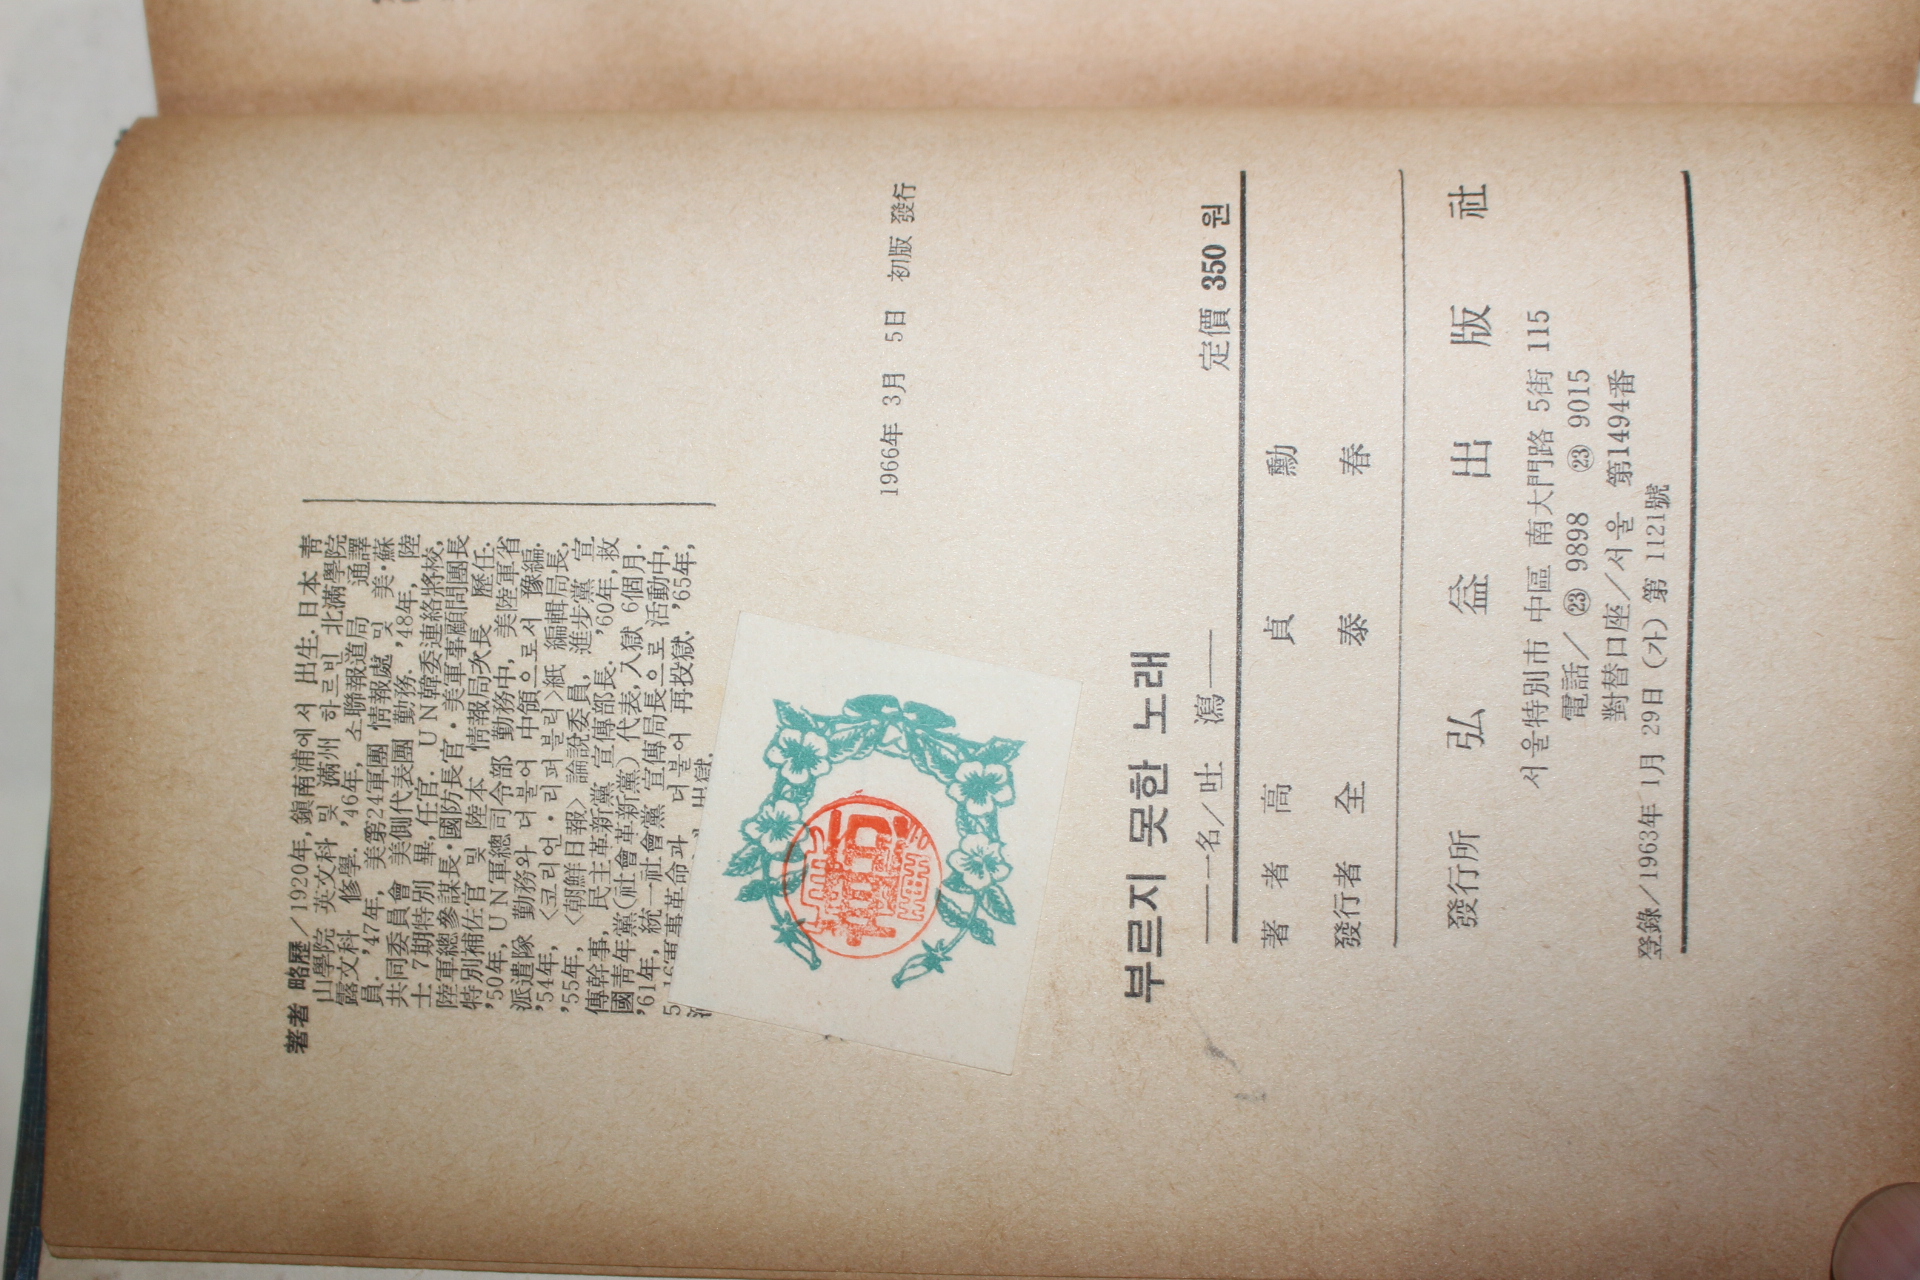 著者 略歷／1920年, 鎭南浦에서 出生. 日本 靑
山學院 英文科 및 滿州 하르빈 北滿學院
露文科 修學. '46年, 소聯報道局 通譯
員. '47年, 美第24軍團 情報處 및 美·蘇
共同委員會 美側代表團 勤務. '48年, 陸
士 7期特別 畢, 任官. UN韓委連絡將校,
陸軍總參謀長·國防長官·美軍事顧問團長
特別補佐官 및 陸本 情報局次長 歷任.
'50年, UN軍總司令部 勤務中, 美陸軍省
派遣隊 勤務와 더불어 中領으로서 豫編.
'54年, <코리언·리퍼블릭>紙 編輯局長,
'55年, <朝鮮日報> 論說委員, 進步黨 宣
傳幹事, 民主革新黨 宣傳部長. '60年, 救
國靑年黨(社會革新黨) 代表, 入獄 6個月.
'61年, 統一社會黨 宣傳局長으로 活動中,
5·16軍事革命과 더불어 再投獄. '65年,
出獄.
1966年 3月 5日 初版 發行
부르지 못한 노래
——一名／吐 瀉——
定價 350 원
著 者 高 貞 勳
發行者 全 泰 春
發行所 弘 益 出 版 社
서울特別市 中區 南大門路 5街 115
電話／㉓ 9898 ㉓ 9015
對替口座／서울 第1494番
登錄／1963年 1月 29日 (가) 第 1121號